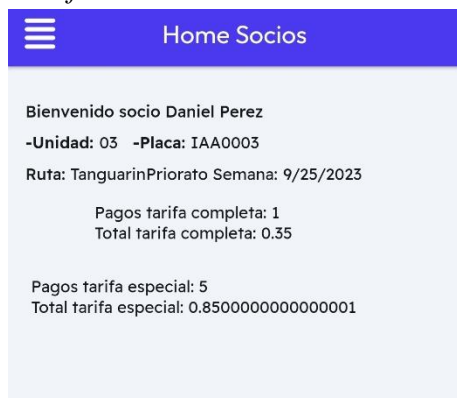 Home Socios
Bienvenido socio Daniel Perez
-Unidad: 03 -Placa: IAA0003
Ruta: TanguarinPriorato Semana: 9/25/2023
Pagos tarifa completa: 1
Total tarifa completa: 0.35
Pagos tarifa especial: 5
Total tarifa especial: 0.8500000000000001